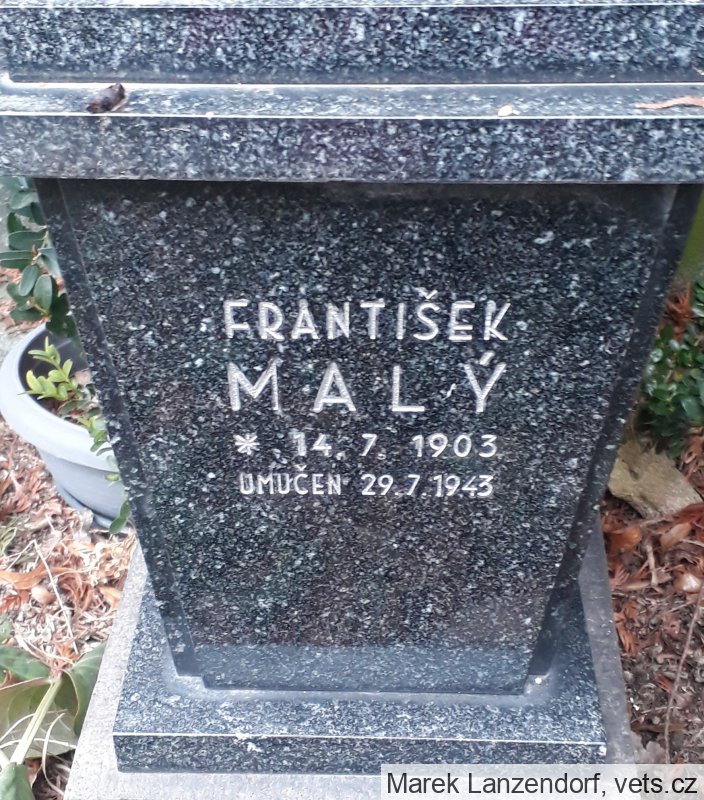 FRANTIŠEK
MALÝ
* 14. 7. 1903
UMUČEN 29.7.1943
Marek Lanzendorf, vets.cz